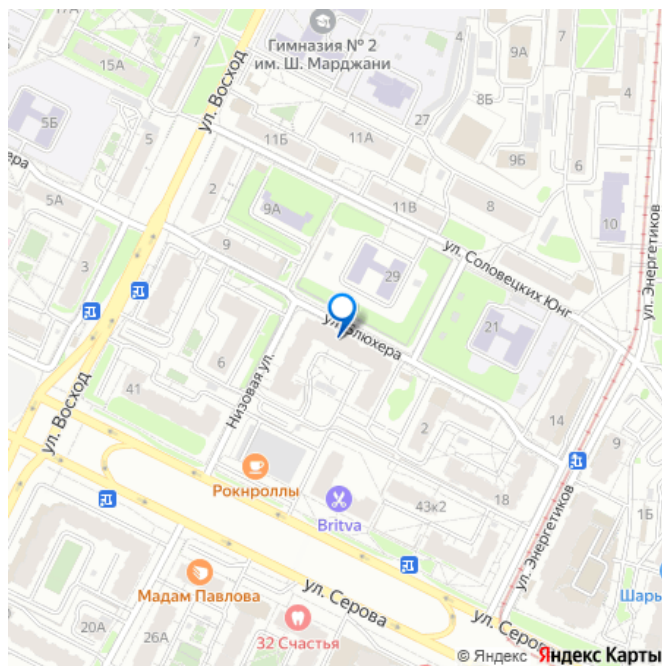 17А
7
Гимназия № 2
им. Ш. Марджани
4
9А
4
15А
ул. Восход
8Б
5Б
5
27
11Б
11А
9Б
6
5А
2
9А
11В
8
10
ул. Энергетиков
9
ул. Соловецких Юнг
29
3
21
ул. Блюхера
6
Низовая ул.
41
ул. Восход
2
14
9
Рокнроллы
18
43к2
1Б
Britva
ул. Энергетиков
Мадам Павлова
ул. Серова
Шары
20А
26А
32 Счастья
ул. Серова
© Яндекс Яндекс Карты